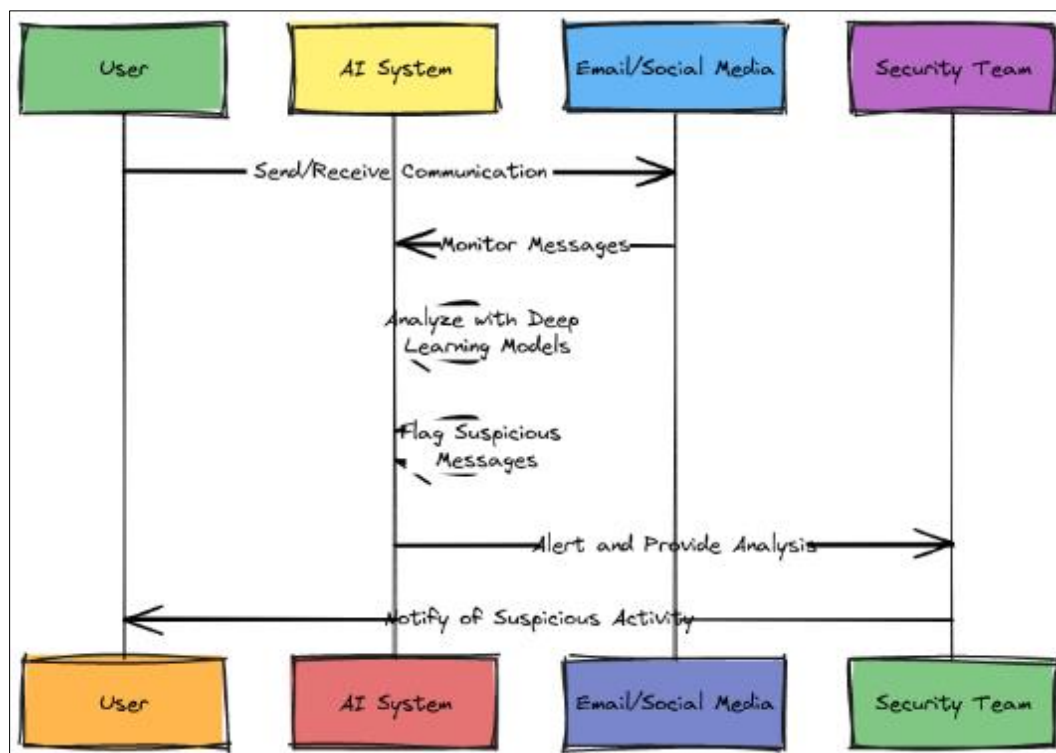 User
AI System
Email/Social Media
Security Team
Send/Receive Communication
Monitor Messages
Analyze with Deep
Learning Models
Flag Suspicious
Messages
Alert and Provide Analysis
Notify of Suspicious Activity
User
AI System
Email/Social Media
Security Team